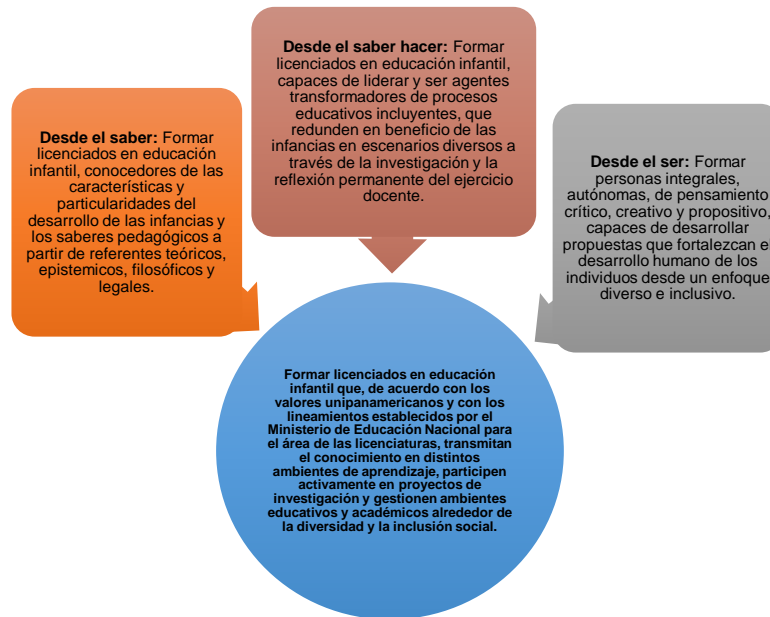 Desde el saber hacer: Formar
licenciados en educación infantil,
capaces de liderar y ser agentes
transformadores de procesos
educativos incluyentes, que
redunden en beneficio de las
infancias en escenarios diversos a
través de la investigación y la
reflexión permanente del ejercicio
docente.
Desde el saber: Formar
licenciados en educación
infantil, conocedores de las
características y
particularidades del
desarrollo de las infancias y
los saberes pedagógicos a
partir de referentes teóricos,
epistemicos, filosóficos y
legales.
Desde el ser: Formar
personas integrales,
autónomas, de pensamiento
crítico, creativo y propositivo,
capaces de desarrollar
propuestas que fortalezcan e
desarrollo humano de los
individuos desde un enfoque
diverso e inclusivo.
Formar licenciados en educación
infantil que, de acuerdo con los
valores unipanamericanos y con los
lineamientos establecidos por el
Ministerio de Educación Nacional para
el área de las licenciaturas, transmitan
el conocimiento en distintos
ambientes de aprendizaje, participen
activamente en proyectos de
investigación y gestionen ambientes
educativos y académicos alrededor de
la diversidad y la inclusión social.